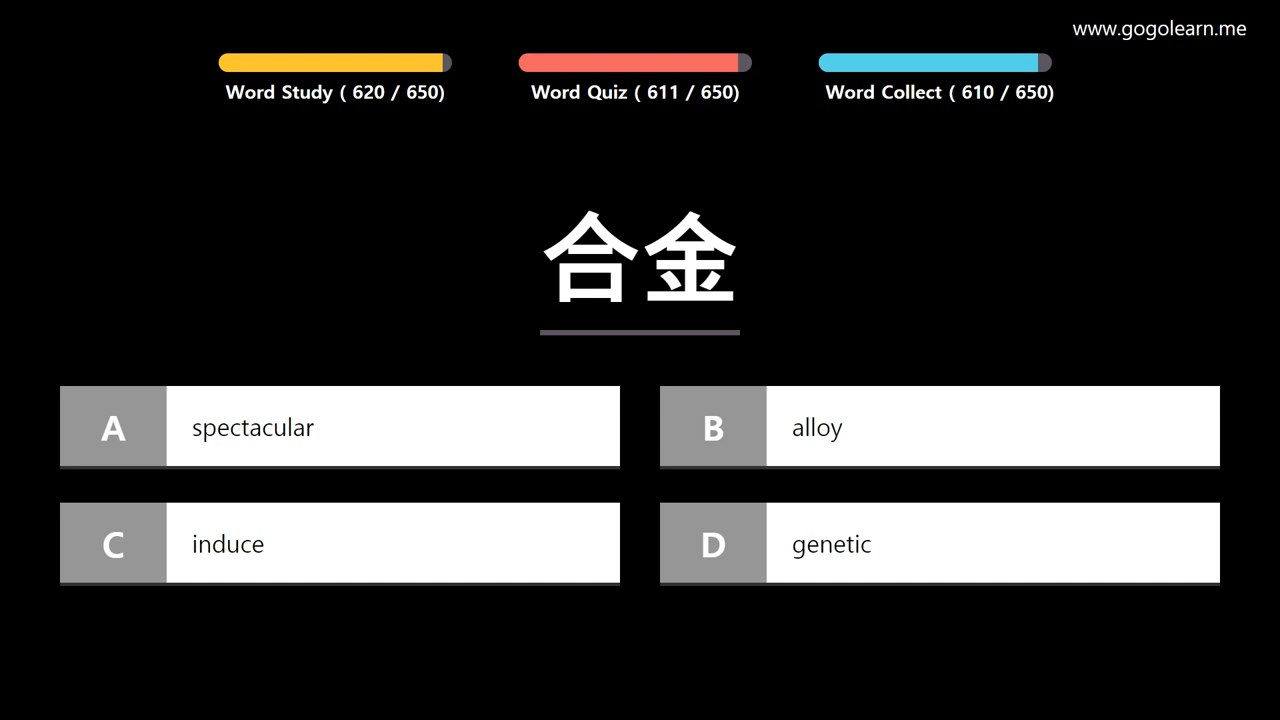 www.gogolearn.me
Word Study ( 620 / 650)
Word Quiz ( 611 / 650)
Word Collect ( 610 / 650)
合金
A spectacular
B alloy
C induce
D genetic